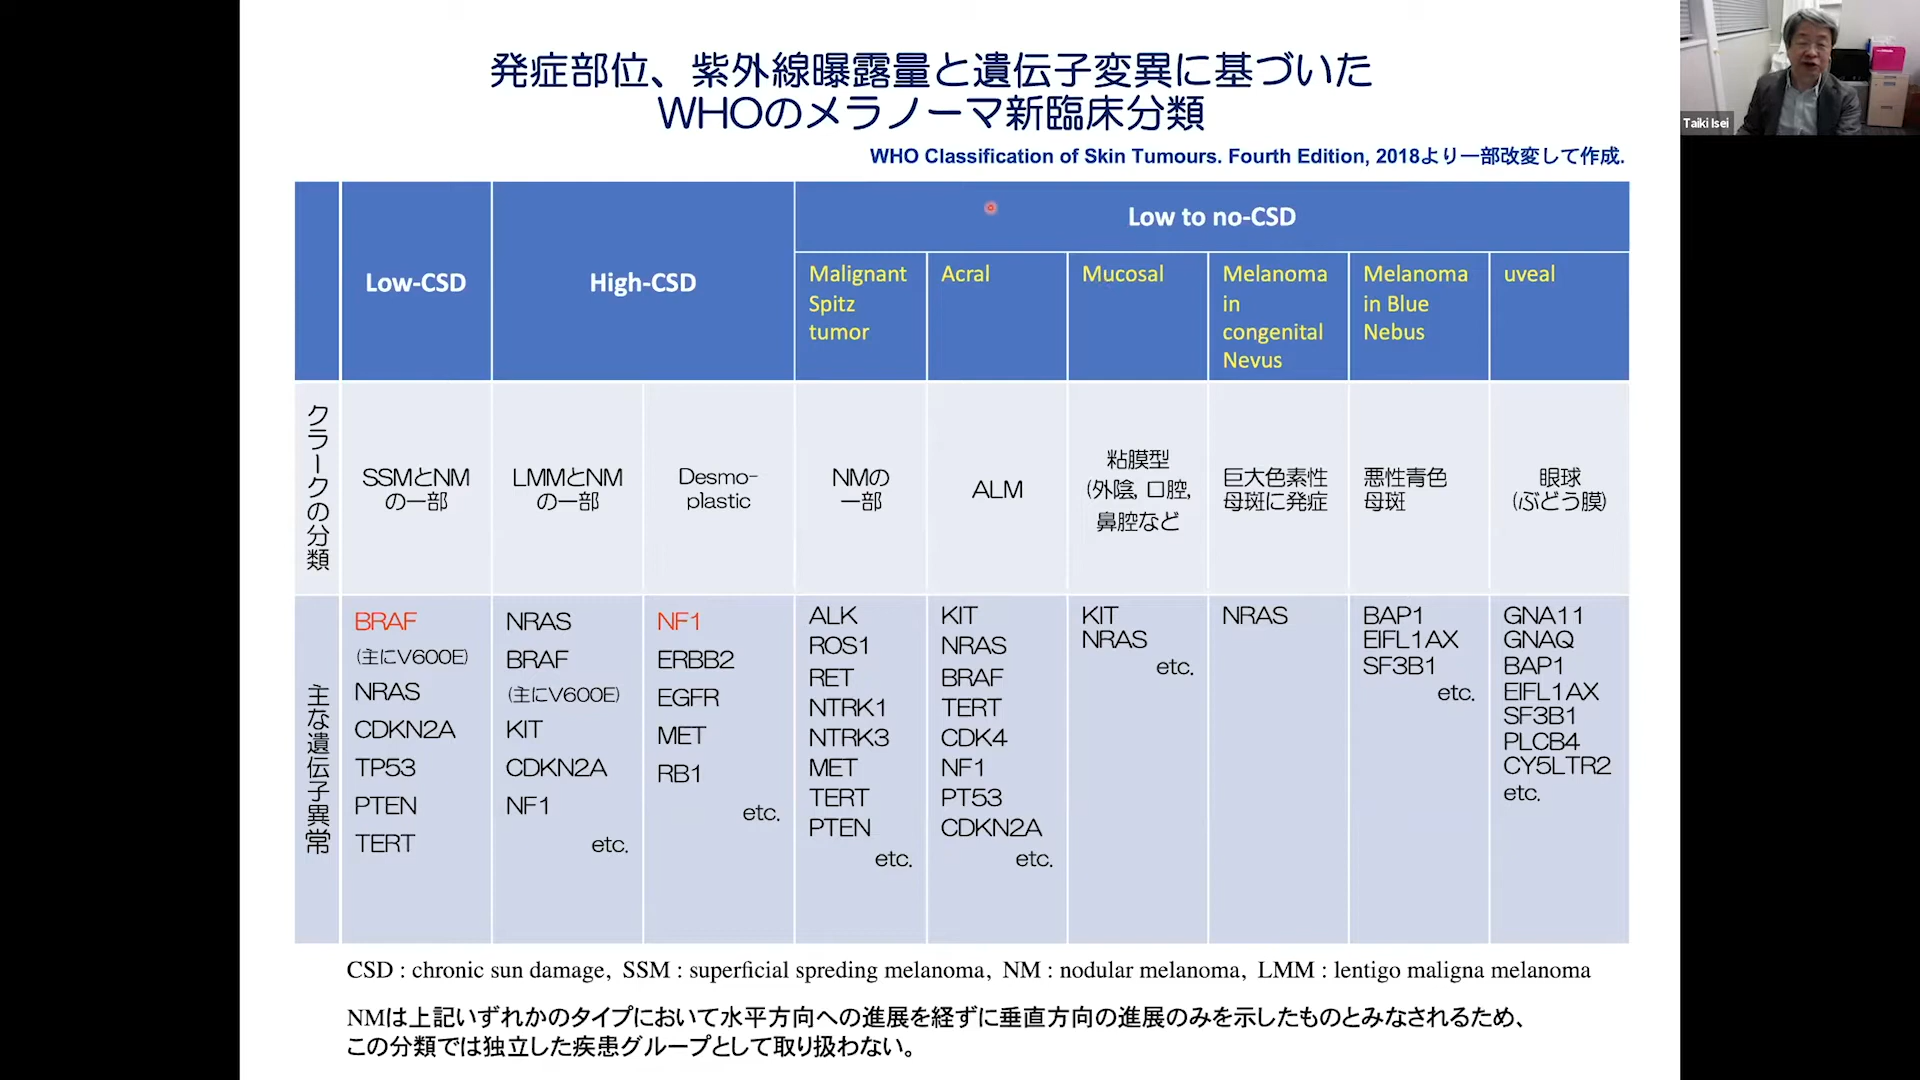 発症部位、紫外線曝露量と遺伝子変異に基づいた
WHOのメラノーマ新臨床分類
WHO Classification of Skin Tumours. Fourth Edition, 2018より一部改変して作成.
Taiki Isei
Low-CSD
High-CSD
Low to no-CSD
Malignant
Spitz
tumor
Acral
Mucosal
Melanoma
in
congenital
Nevus
Melanoma
in Blue
Nebus
uveal
クラークの分類
SSMとNM
の一部
LMMとNM
の一部
Desmo-
plastic
NMの
一部
ALM
粘膜型
(外陰, 口腔,
鼻腔など
巨大色素性
母斑に発症
悪性青色
母斑
眼球
(ぶどう膜)
主な遺伝子異常
BRAF
(主にV600E)
NRAS
CDKN2A
TP53
PTEN
TERT
NRAS
BRAF
(主にV600E)
KIT
CDKN2A
NF1
etc.
NF1
ERBB2
EGFR
MET
RB1
etc.
ALK
ROS1
RET
NTRK1
NTRK3
MET
TERT
PTEN
etc.
KIT
NRAS
BRAF
TERT
CDK4
NF1
PT53
CDKN2A
etc.
KIT
NRAS
etc.
NRAS
BAP1
EIFL1AX
SF3B1
etc.
GNA11
GNAQ
BAP1
EIFL1AX
SF3B1
PLCB4
CY5LTR2
etc.
CSD : chronic sun damage, SSM : superficial spreding melanoma, NM : nodular melanoma, LMM : lentigo maligna melanoma
NMは上記いずれかのタイプにおいて水平方向への進展を経ずに垂直方向の進展のみを示したものとみなされるため、
この分類では独立した疾患グループとして取り扱わない。